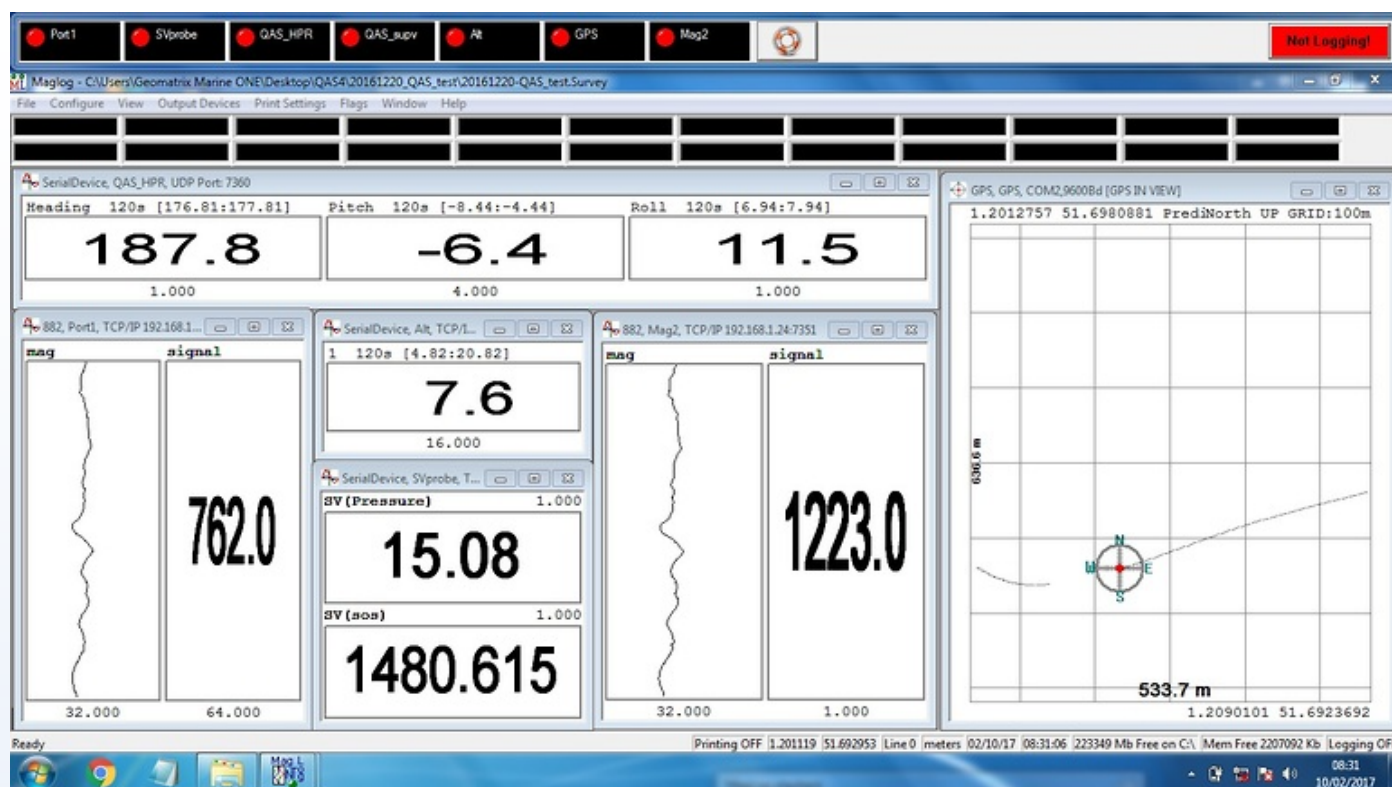 Port1 SVprobe QAS_HPR QAS_supv Alt GPS Mag2 Not Logging!
Maglog - C:\Users\Geomatrix Marine ONE\Desktop\QAS4\20161220_QAS_test\20161220-QAS_test.Survey
File Configure View Output Devices Print Settings Flags Window Help
SerialDevice, QAS_HPR, UDP Port: 7360
Heading 120s [176.81:177.81] Pitch 120s [-8.44:-4.44] Roll 120s [6.94:7.94]
187.8 -6.4 11.5
1.000 4.000 1.000
882, Port1, TCP/IP 192.168.1...
mag signal
762.0
32.000 64.000
SerialDevice, Alt, TCP/I...
1 120s [4.82:20.82]
7.6
16.000
SerialDevice, SVprobe, T...
SV(Pressure) 1.000
15.08
SV(sos) 1.000
1480.615
882, Mag2, TCP/IP 192.168.1.24:7351
mag signal
1223.0
32.000 1.000
GPS, GPS, COM2,9600Bd [GPS IN VIEW]
1.2012757 51.6980881 PrediNorth UP GRID:100m
636.6 m
N
W E
S
533.7 m
1.2090101 51.6923692
Ready Printing OFF 1.201119 51.692953 Line 0 meters 02/10/17 08:31:06 223349 Mb Free on C:\ Mem Free 2207092 Kb Logging OF
Mag L
08:31
10/02/2017